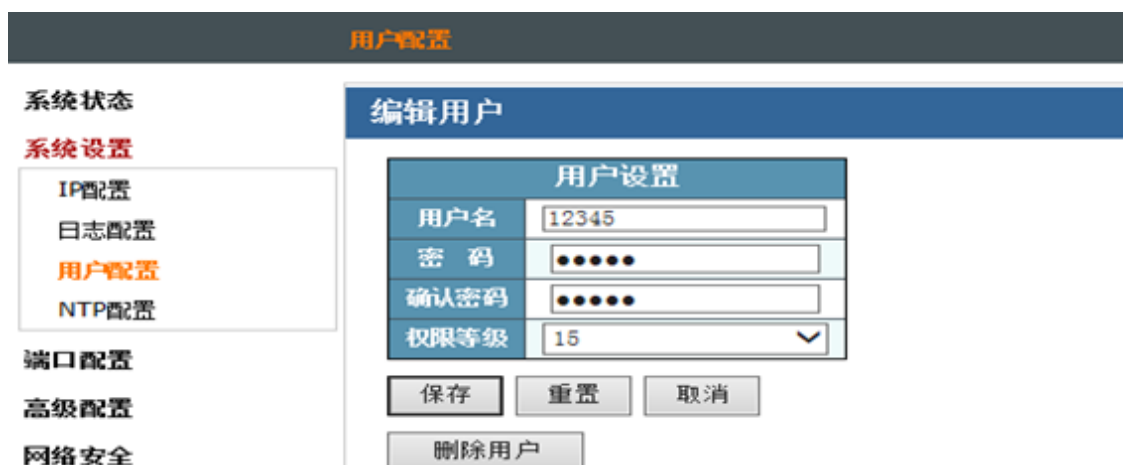 用户配置
系统状态
系统设置
IP配置
日志配置
用户配置
NTP配置
端口配置
高级配置
网络安全
编辑用户
用户设置
用户名 12345
密 码 •••••
确认密码 •••••
权限等级 15
保存 重置 取消
删除用户